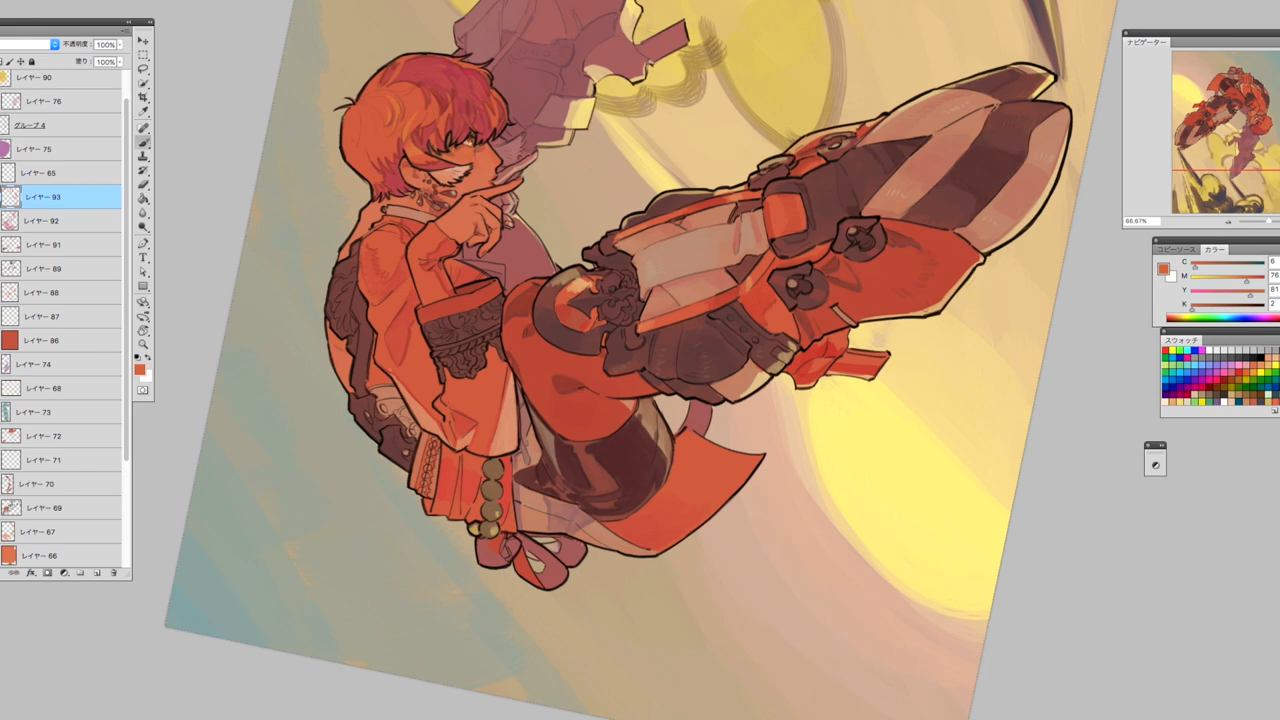 不透明度: 100%
塗り: 100%
レイヤー 90
レイヤー 76
グループ 4
レイヤー 75
レイヤー 65
レイヤー 93
レイヤー 92
レイヤー 91
レイヤー 89
レイヤー 88
レイヤー 87
レイヤー 86
レイヤー 74
レイヤー 68
レイヤー 73
レイヤー 72
レイヤー 71
レイヤー 70
レイヤー 69
レイヤー 67
レイヤー 66
fx
T
ナビゲーター
66.67%
コピーソース カラー
C 6
M 76
Y 81
K 2
スウォッチ